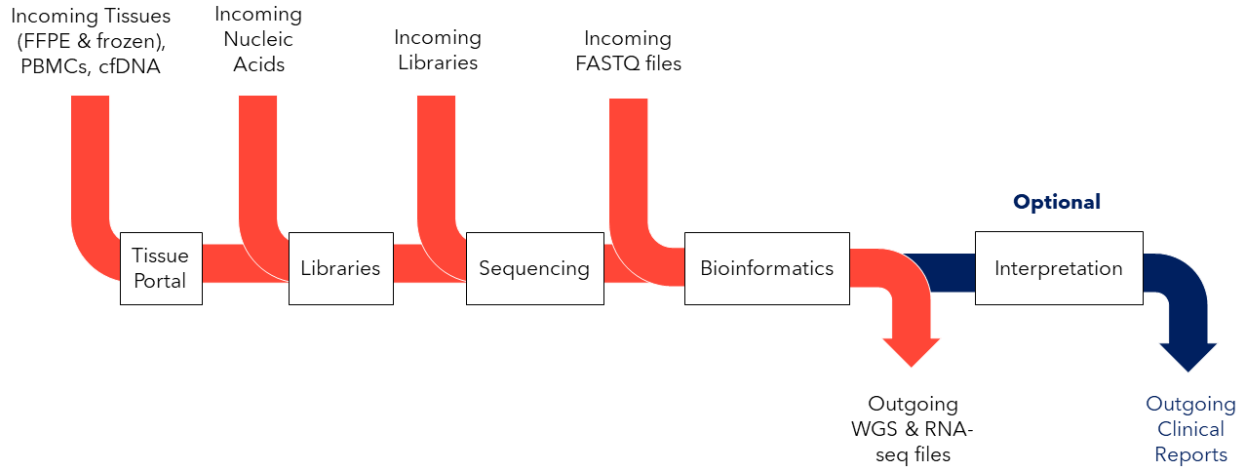 Incoming Tissues
(FFPE & frozen),
PBMCs, cfDNA
Incoming
Nucleic
Acids
Incoming
Libraries
Incoming
FASTQ files
Optional
Tissue
Portal
Libraries
Sequencing
Bioinformatics
Interpretation
Outgoing
WGS & RNA-
seq files
Outgoing
Clinical
Reports